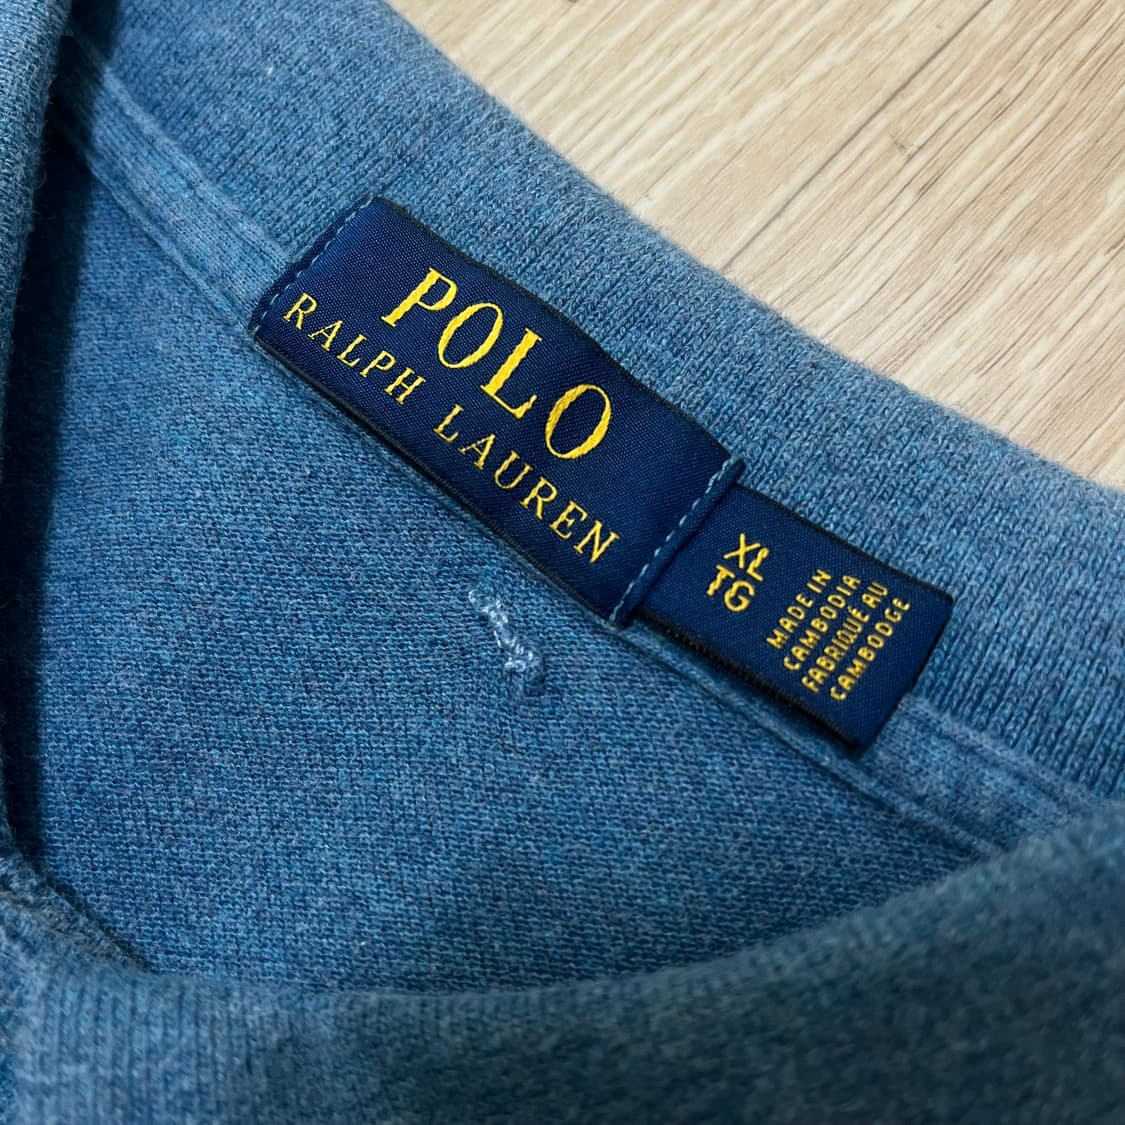 POLO
RALPH LAUREN
XL
TG
MADE IN
CAMBODIA
FABRIQUÉ AU
CAMBODGE